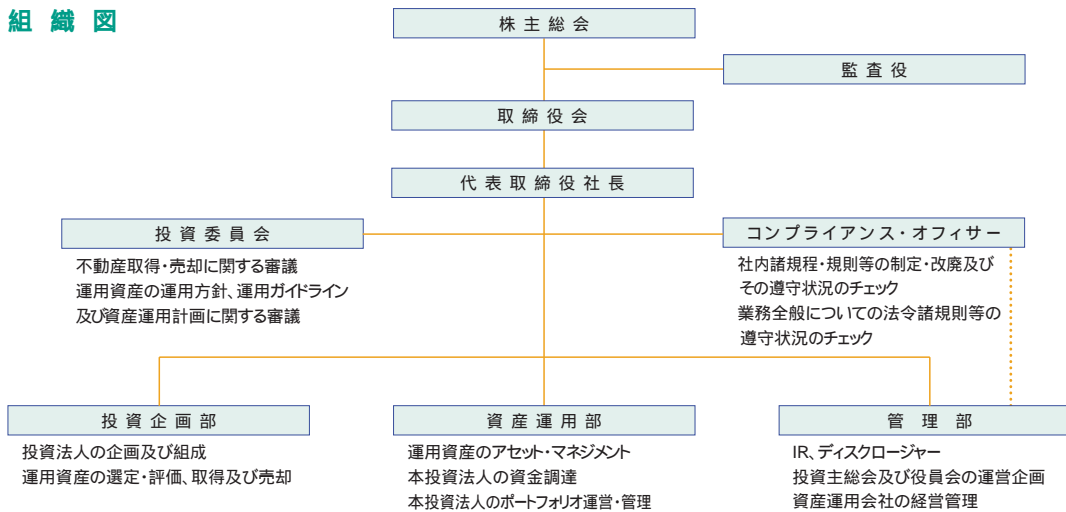 組織図
株主総会
監査役
取締役会
代表取締役社長
投資委員会
不動産取得・売却に関する審議
運用資産の運用方針、運用ガイドライン
及び資産運用計画に関する審議
コンプライアンス・オフィサー
社内諸規程・規則等の制定・改廃及び
その遵守状況のチェック
業務全般についての法令諸規則等の
遵守状況のチェック
投資企画部
投資法人の企画及び組成
運用資産の選定・評価、取得及び売却
資産運用部
運用資産のアセット・マネジメント
本投資法人の資金調達
本投資法人のポートフォリオ運営・管理
管理部
IR、ディスクロージャー
投資主総会及び役員会の運営企画
資産運用会社の経営管理